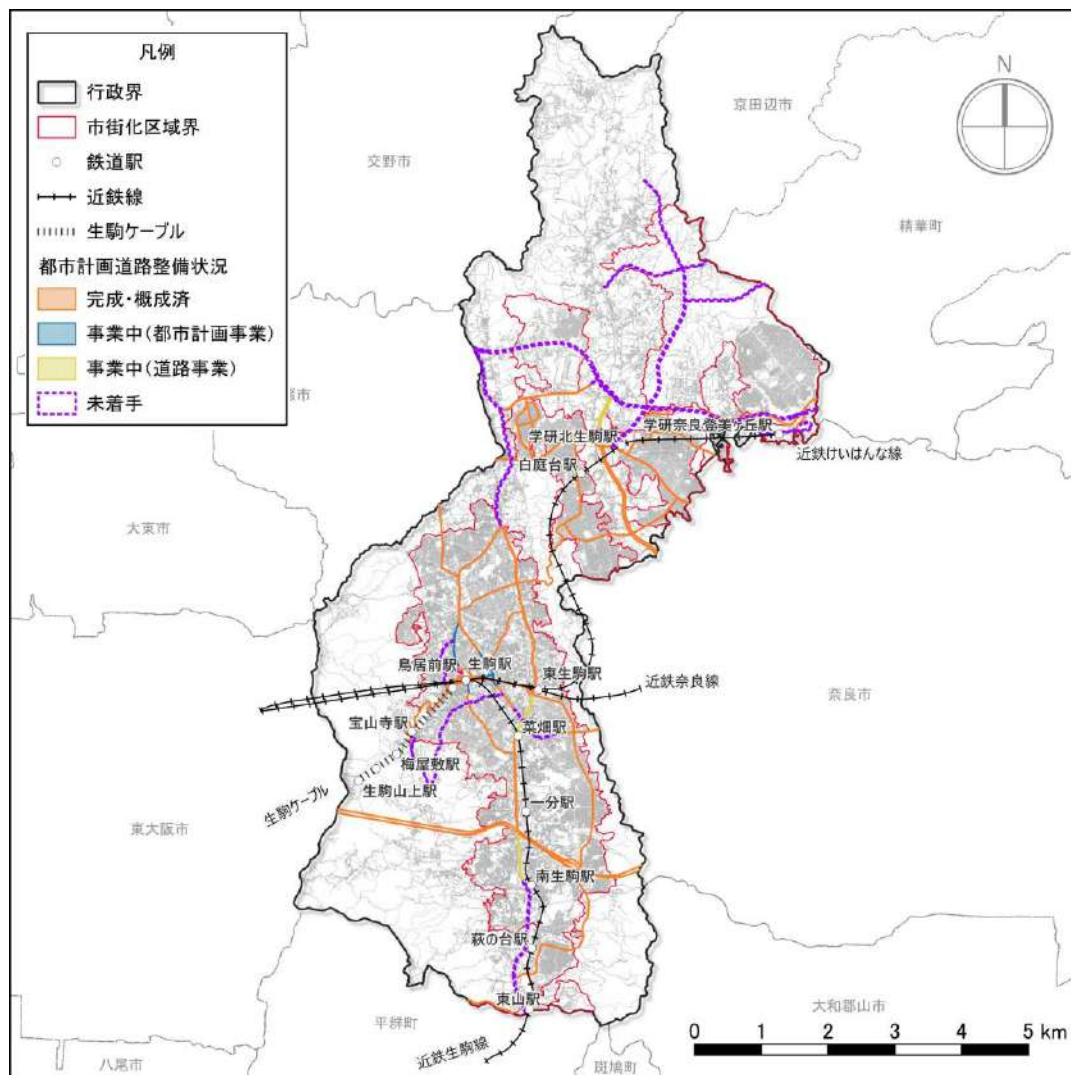 凡例
行政界
市街化区域界
鉄道駅
近鉄線
生駒ケーブル
都市計画道路整備状況
完成・概成済
事業中(都市計画事業)
事業中(道路事業)
未着手
N
京田辺市
交野市
精華町
市
学研北生駒駅
学研奈良登美ヶ丘駅
近鉄けいはんな線
白庭台駅
大東市
鳥居前駅
生駒駅
東生駒駅
近鉄奈良線
奈良市
宝山寺駅
菜畑駅
梅屋敷駅
生駒山上駅
生駒ケーブル
一分駅
東大阪市
南生駒駅
萩の台駅
東山駅
平群町
大和郡山市
近鉄生駒線
八尾市
斑鳩町
0 1 2 3 4 5 km